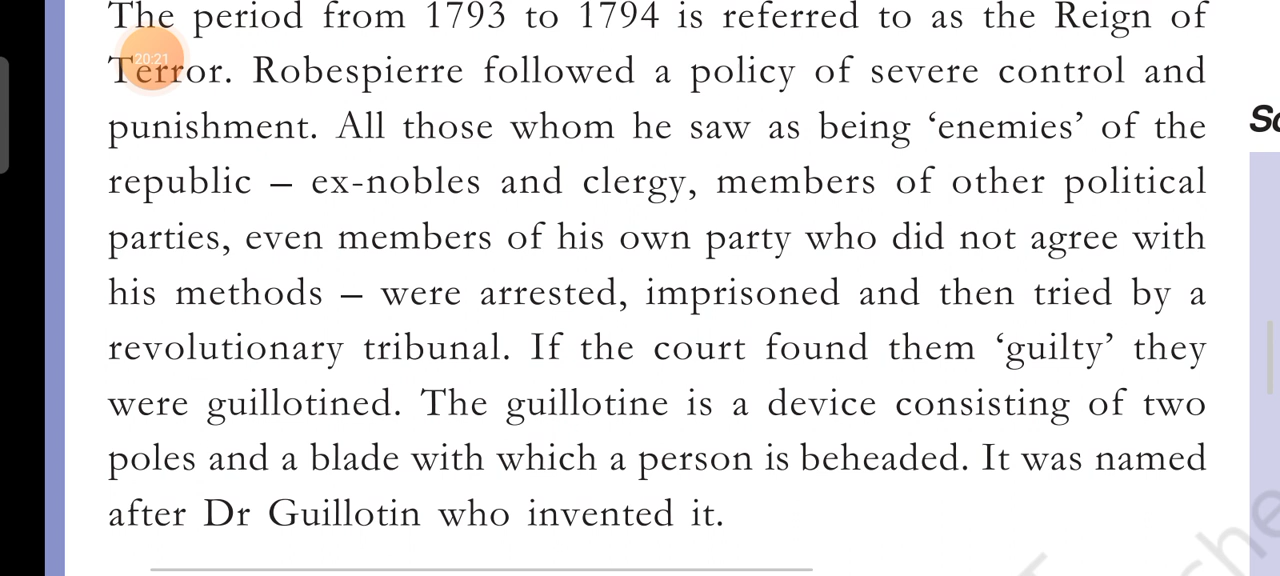 The period from 1793 to 1794 is referred to as the Reign of
Terror. Robespierre followed a policy of severe control and
punishment. All those whom he saw as being ‘enemies’ of the
republic – ex-nobles and clergy, members of other political
parties, even members of his own party who did not agree with
his methods – were arrested, imprisoned and then tried by a
revolutionary tribunal. If the court found them ‘guilty’ they
were guillotined. The guillotine is a device consisting of two
poles and a blade with which a person is beheaded. It was named
after Dr Guillotin who invented it.
20:21